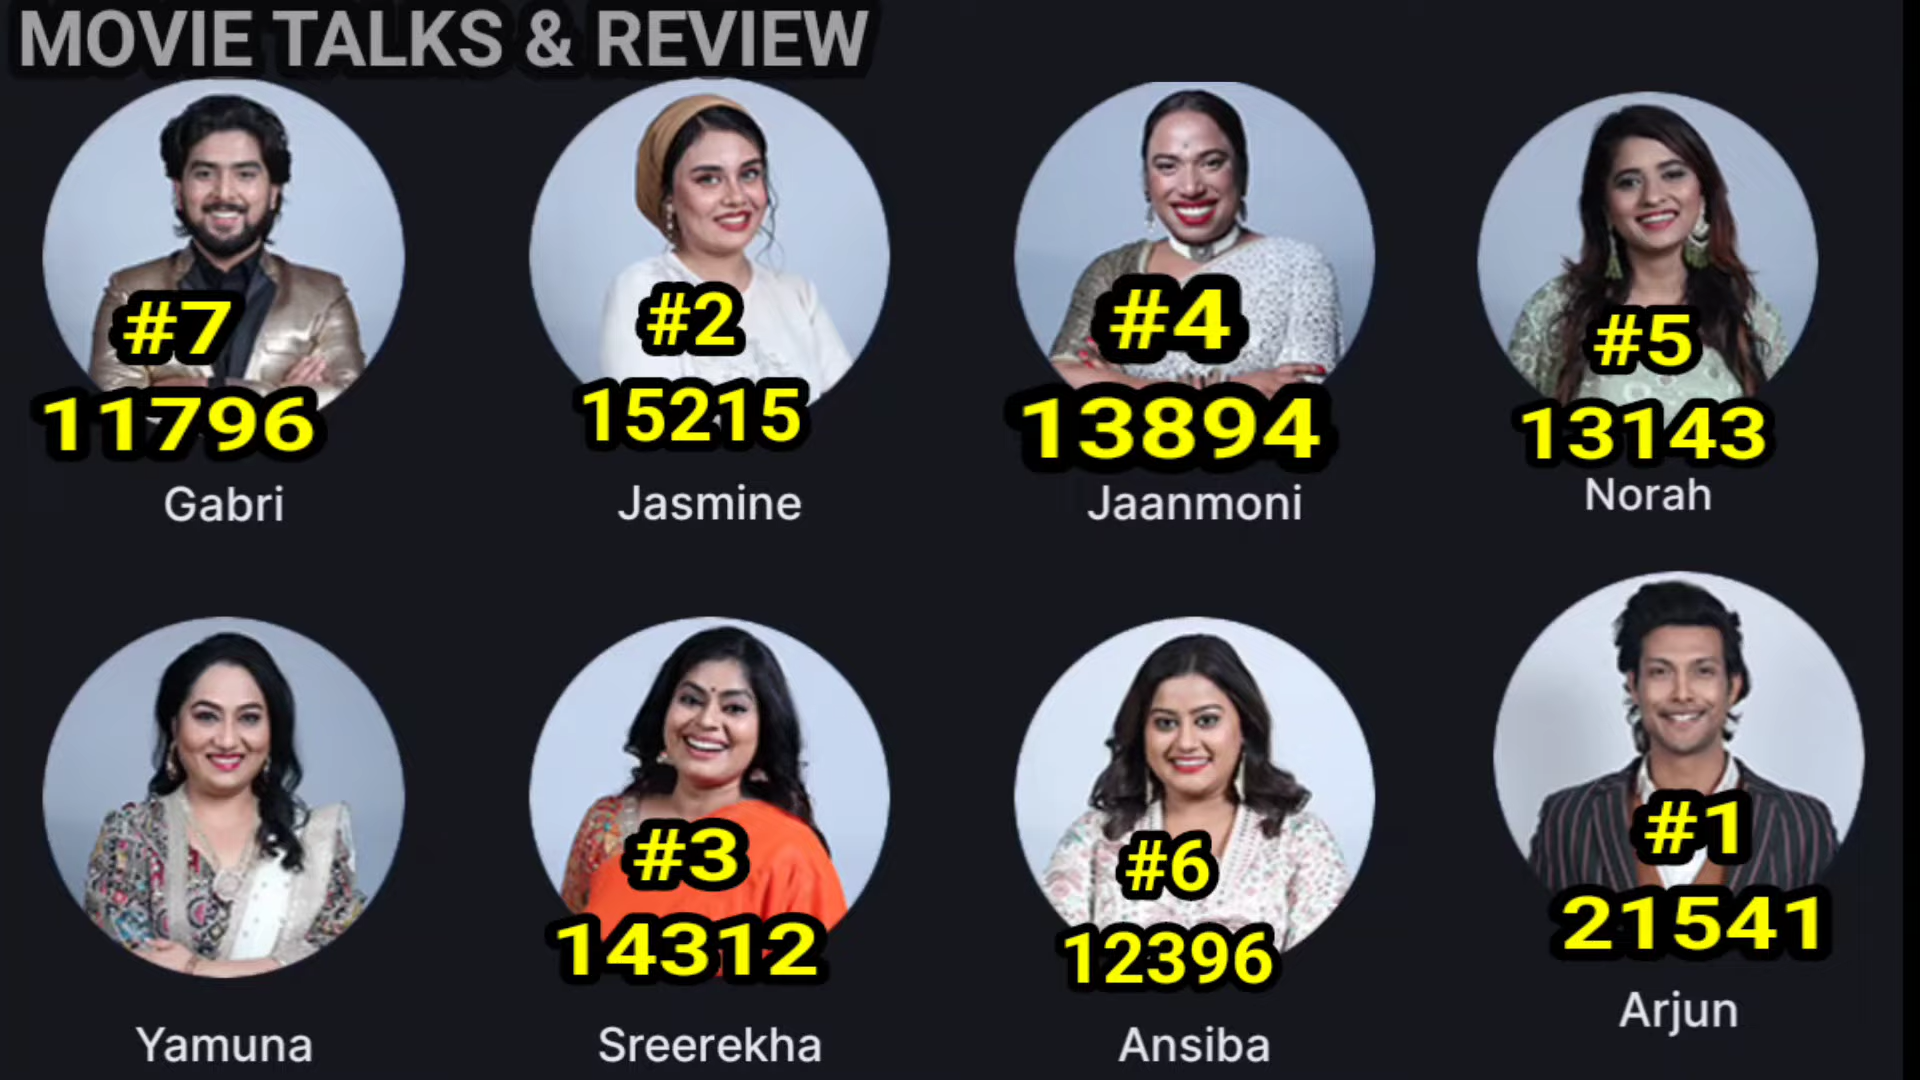 MOVIE TALKS & REVIEW
#7
11796
Gabri
#2
15215
Jasmine
#4
13894
Jaanmoni
#5
13143
Norah
Yamuna
#3
14312
Sreerekha
#6
12396
Ansiba
#1
21541
Arjun